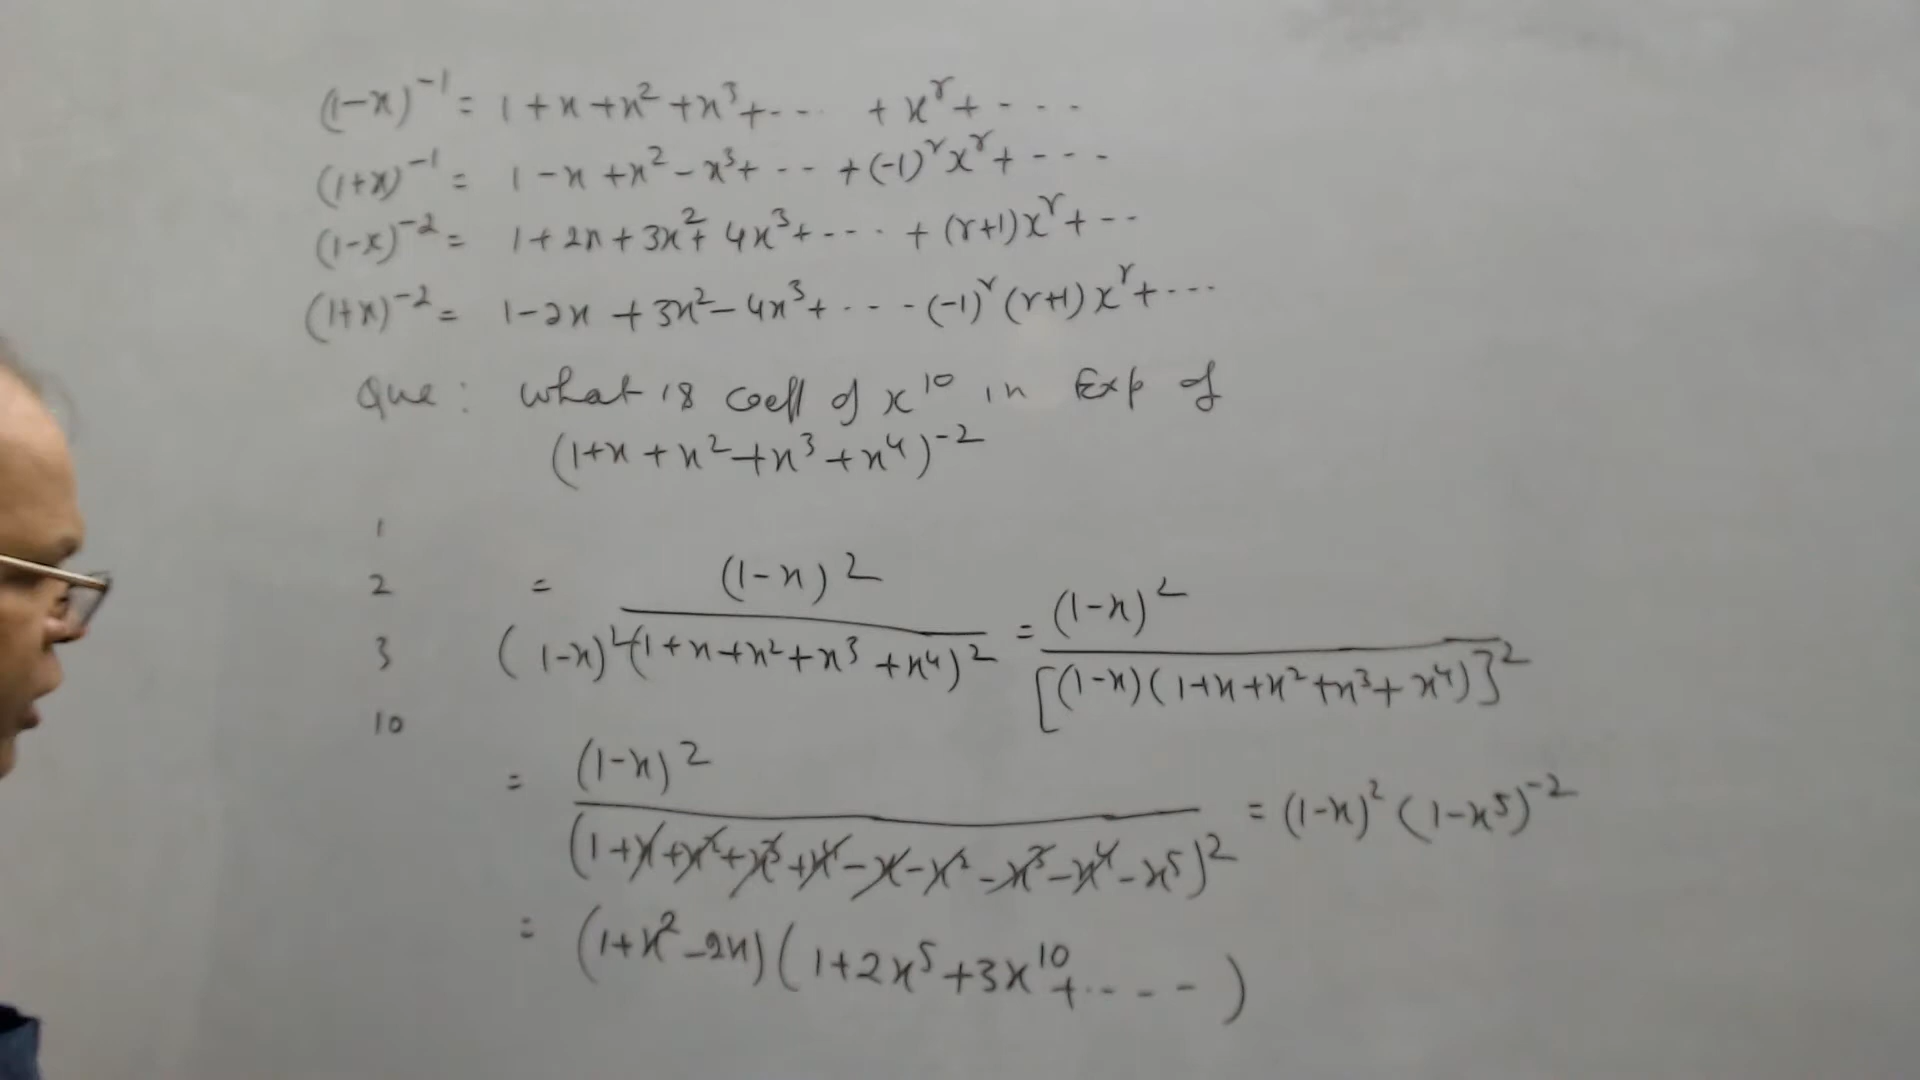 (1-x)^-1 = 1+x+x^2+x^3+--- +x^r+----
(1+x)^-1 = 1-x+x^2-x^3+--- +(-1)^r x^r+----
(1-x)^-2 = 1+2x+3x^2+4x^3+---- +(r+1)x^r+---
(1+x)^-2 = 1-2x+3x^2-4x^3+---- (-1)^r (r+1)x^r+----
Que: What is coeff of x^10 in Exp of
(1+x+x^2+x^3+x^4)^-2
1
2
3
10
= (1-x)^2 / (1-x)^2(1+x+x^2+x^3+x^4)^2 = (1-x)^2 / [(1-x)(1+x+x^2+x^3+x^4)]^2
= (1-x)^2 / (1+x+x^2+x^3+x^4-x-x^2-x^3-x^4-x^5)^2 = (1-x)^2 (1-x^5)^-2
= (1+x^2-2x)(1+2x^5+3x^10+-----)